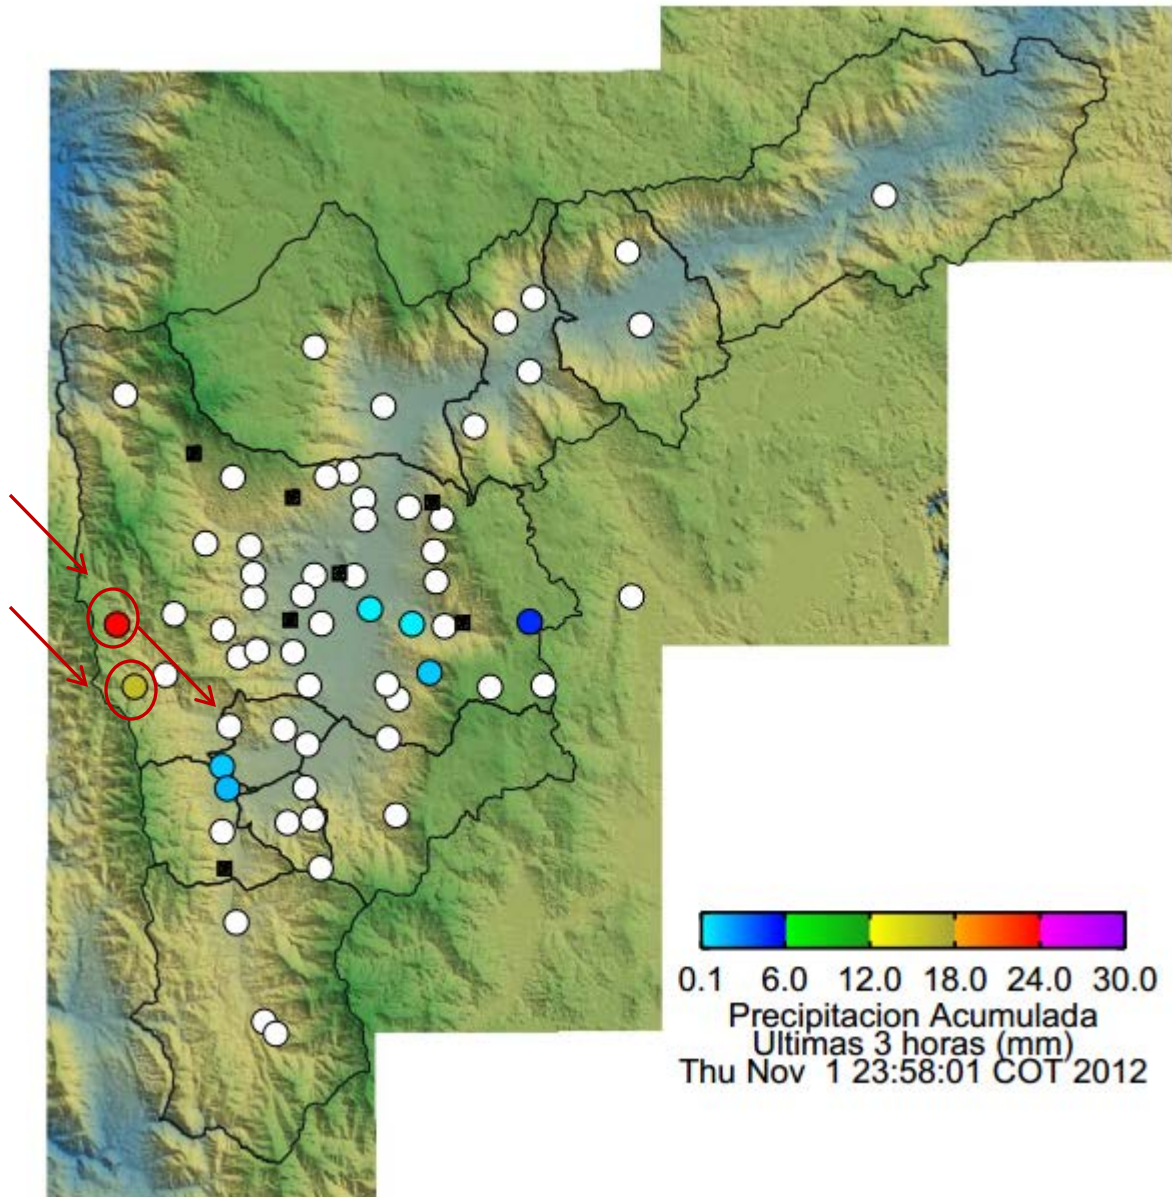 0.1 6.0 12.0 18.0 24.0 30.0
Precipitacion Acumulada
Ultimas 3 horas (mm)
Thu Nov 1 23:58:01 COT 2012